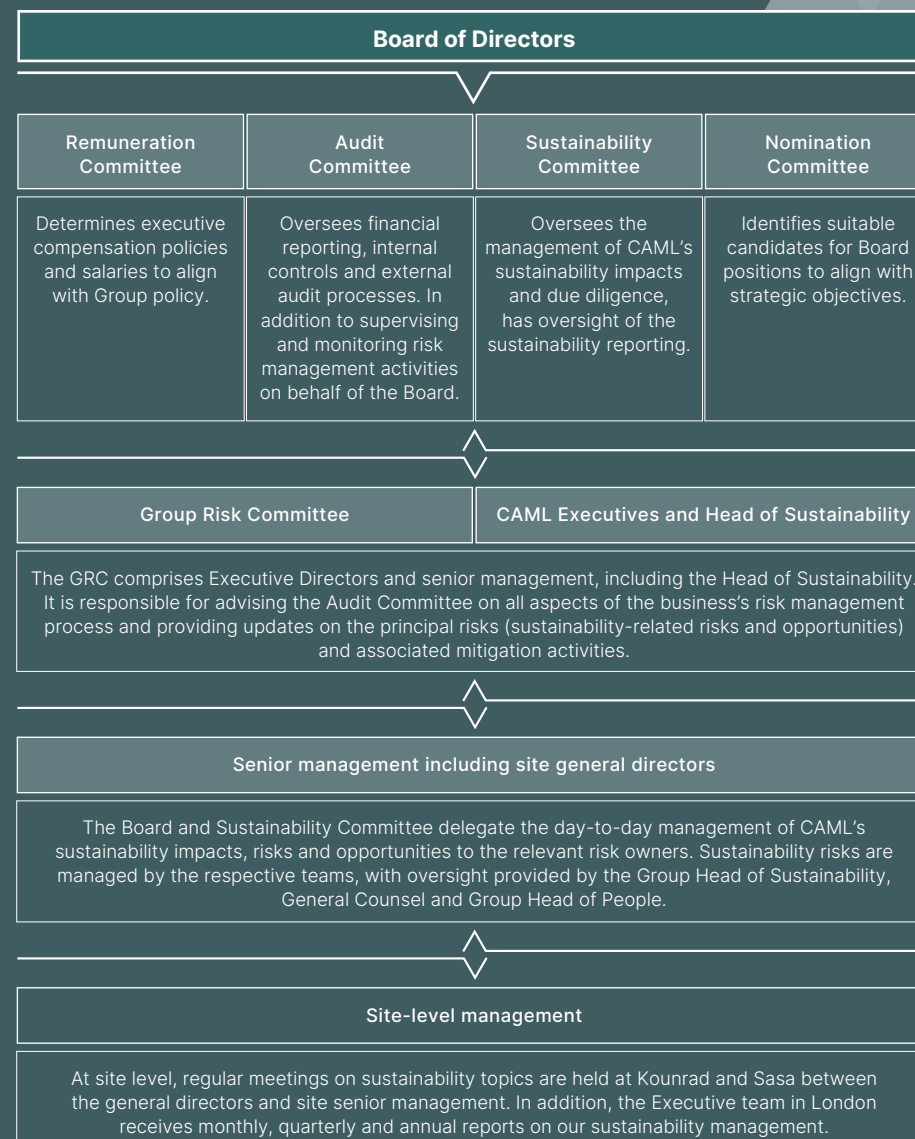 Board of Directors
Remuneration
Committee
Audit
Committee
Sustainability
Committee
Nomination
Committee
Determines executive
compensation policies
and salaries to align
with Group policy.
Oversees financial
reporting, internal
controls and external
audit processes. In
addition to supervising
and monitoring risk
management activities
on behalf of the Board.
Oversees the
management of CAML's
sustainability impacts
and due diligence,
has oversight of the
sustainability reporting.
Identifies suitable
candidates for Board
positions to align with
strategic objectives.
Group Risk Committee
CAML Executives and Head of Sustainability
The GRC comprises Executive Directors and senior management, including the Head of Sustainability.
It is responsible for advising the Audit Committee on all aspects of the business's risk management
process and providing updates on the principal risks (sustainability-related risks and opportunities)
and associated mitigation activities.
Senior management including site general directors
The Board and Sustainability Committee delegate the day-to-day management of CAML's
sustainability impacts, risks and opportunities to the relevant risk owners. Sustainability risks are
managed by the respective teams, with oversight provided by the Group Head of Sustainability,
General Counsel and Group Head of People.
Site-level management
At site level, regular meetings on sustainability topics are held at Kounrad and Sasa between
the general directors and site senior management. In addition, the Executive team in London
receives monthly, quarterly and annual reports on our sustainability management.